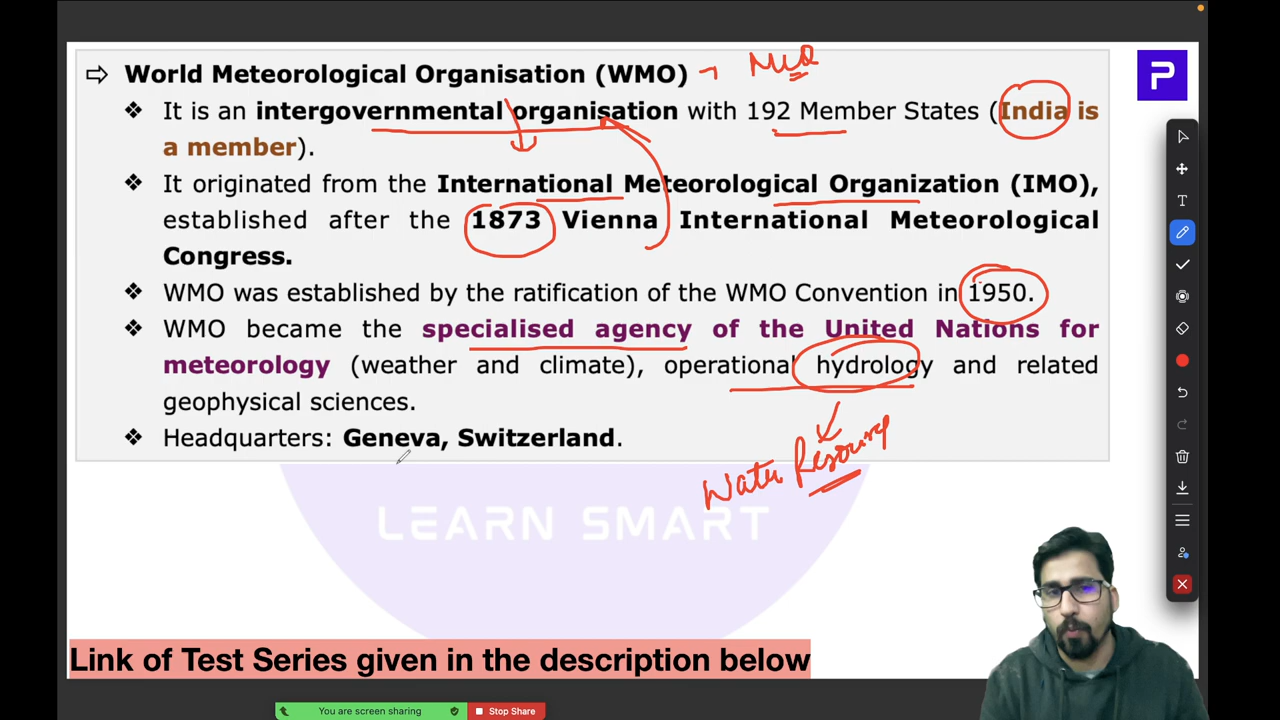 ⇨ World Meteorological Organisation (WMO) → MCQ
❖ It is an intergovernmental organisation with 192 Member States (India is
a member).
❖ It originated from the International Meteorological Organization (IMO),
established after the 1873 Vienna International Meteorological
Congress.
❖ WMO was established by the ratification of the WMO Convention in 1950.
❖ WMO became the specialised agency of the United Nations for
meteorology (weather and climate), operational hydrology and related
geophysical sciences.
❖ Headquarters: Geneva, Switzerland.
Water Resource
LEARN SMART
Link of Test Series given in the description below
You are screen sharing
Stop Share
P
T